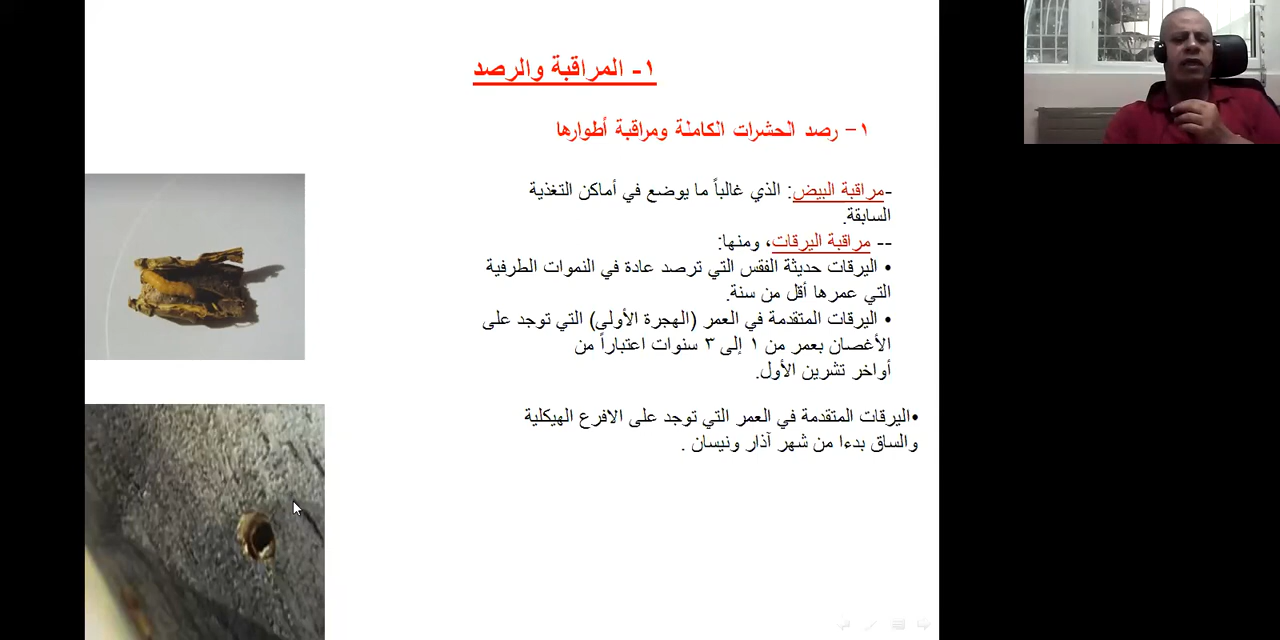 ١- المراقبة والرصد
١- رصد الحشرات الكاملة ومراقبة أطوارها
-مراقبة البيض: الذي غالباً ما يوضع في أماكن التغذية
السابقة.
-- مراقبة اليرقات، ومنها:
• اليرقات حديثة الفقس التي ترصد عادة في النموات الطرفية
التي عمرها أقل من سنة.
• اليرقات المتقدمة في العمر (الهجرة الأولى) التي توجد على
الأغصان بعمر من ١ إلى ٣ سنوات اعتباراً من
أواخر تشرين الأول.
•اليرقات المتقدمة في العمر التي توجد على الافرع الهيكلية
والساق بدءا من شهر آذار ونيسان .